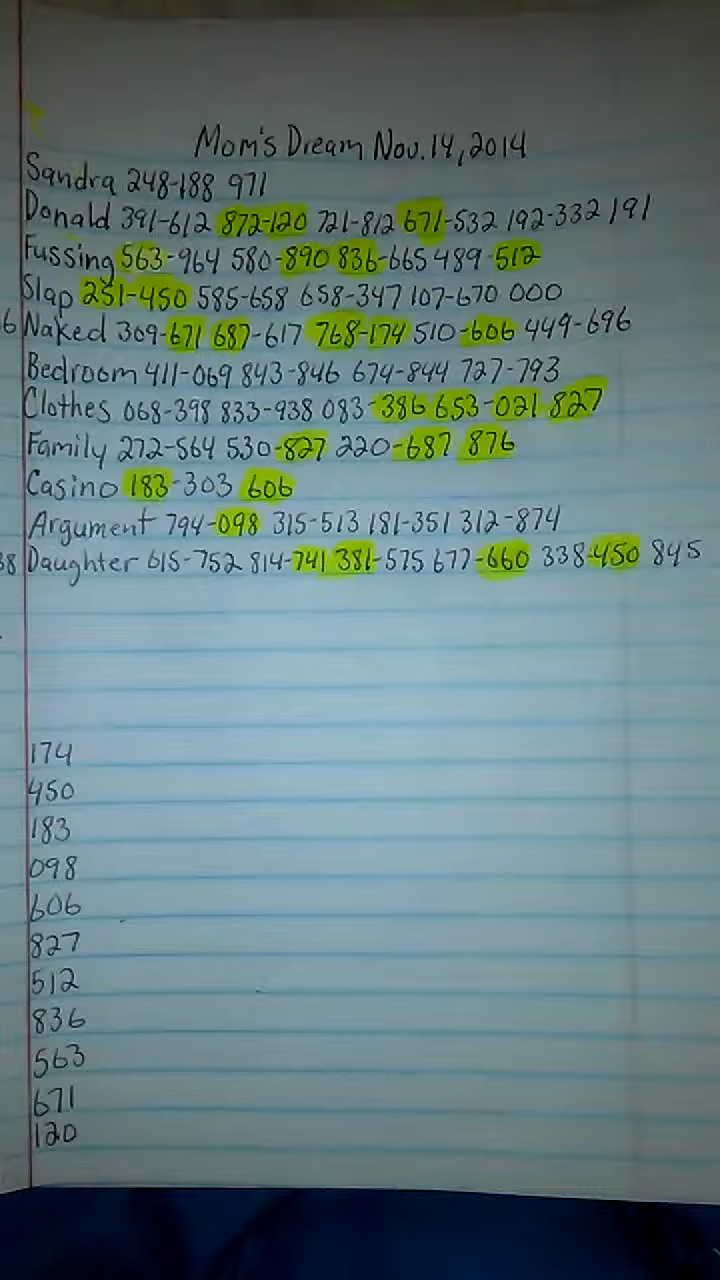 Mom's Dream Nov. 14, 2014
Sandra 248-188 971
Donald 391-612 872-120 721-812 671-532 192-332 191
Fussing 563-964 580-890 836-665 489-512
Slap 251-450 585-658 658-347 107-670 000
6 Naked 309-671 687-617 768-174 510-606 449-696
Bedroom 411-069 843-846 674-844 727-793
Clothes 068-398 833-938 083-386 653-021 827
Family 272-564 530-827 220-687 876
Casino 183-303 606
Argument 794-098 315-513 181-351 312-874
38 Daughter 615-752 814-741 381-575 677-660 338-450 845
174
450
183
098
606
827
512
836
563
671
120